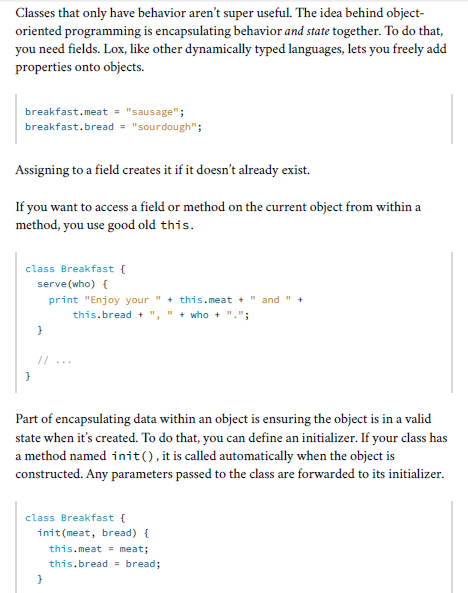 Classes that only have behavior aren’t super useful. The idea behind object-
oriented programming is encapsulating behavior and state together. To do that,
you need fields. Lox, like other dynamically typed languages, lets you freely add
properties onto objects.
breakfast.meat = "sausage";
breakfast.bread = "sourdough";
Assigning to a field creates it if it doesn’t already exist.
If you want to access a field or method on the current object from within a
method, you use good old this.
class Breakfast {
  serve(who) {
    print "Enjoy your " + this.meat + " and " +
        this.bread + ", " + who + ".";
  }
  // ...
}
Part of encapsulating data within an object is ensuring the object is in a valid
state when it’s created. To do that, you can define an initializer. If your class has
a method named init(), it is called automatically when the object is
constructed. Any parameters passed to the class are forwarded to its initializer.
class Breakfast {
  init(meat, bread) {
    this.meat = meat;
    this.bread = bread;
  }